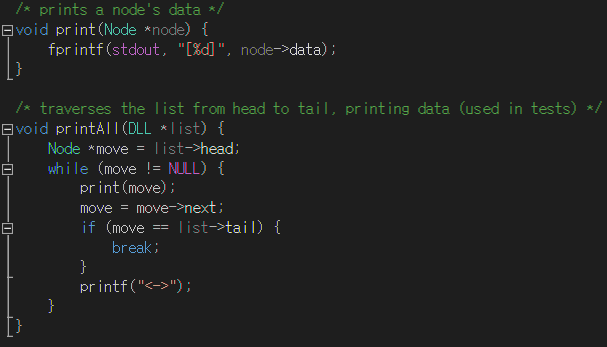 /* prints a node's data */
void print(Node *node) {
    fprintf(stdout, "[%d]", node->data);
}

/* traverses the list from head to tail, printing data (used in tests) */
void printAll(DLL *list) {
    Node *move = list->head;
    while (move != NULL) {
        print(move);
        move = move->next;
        if (move == list->tail) {
            break;
        }
        printf("<->");
    }
}